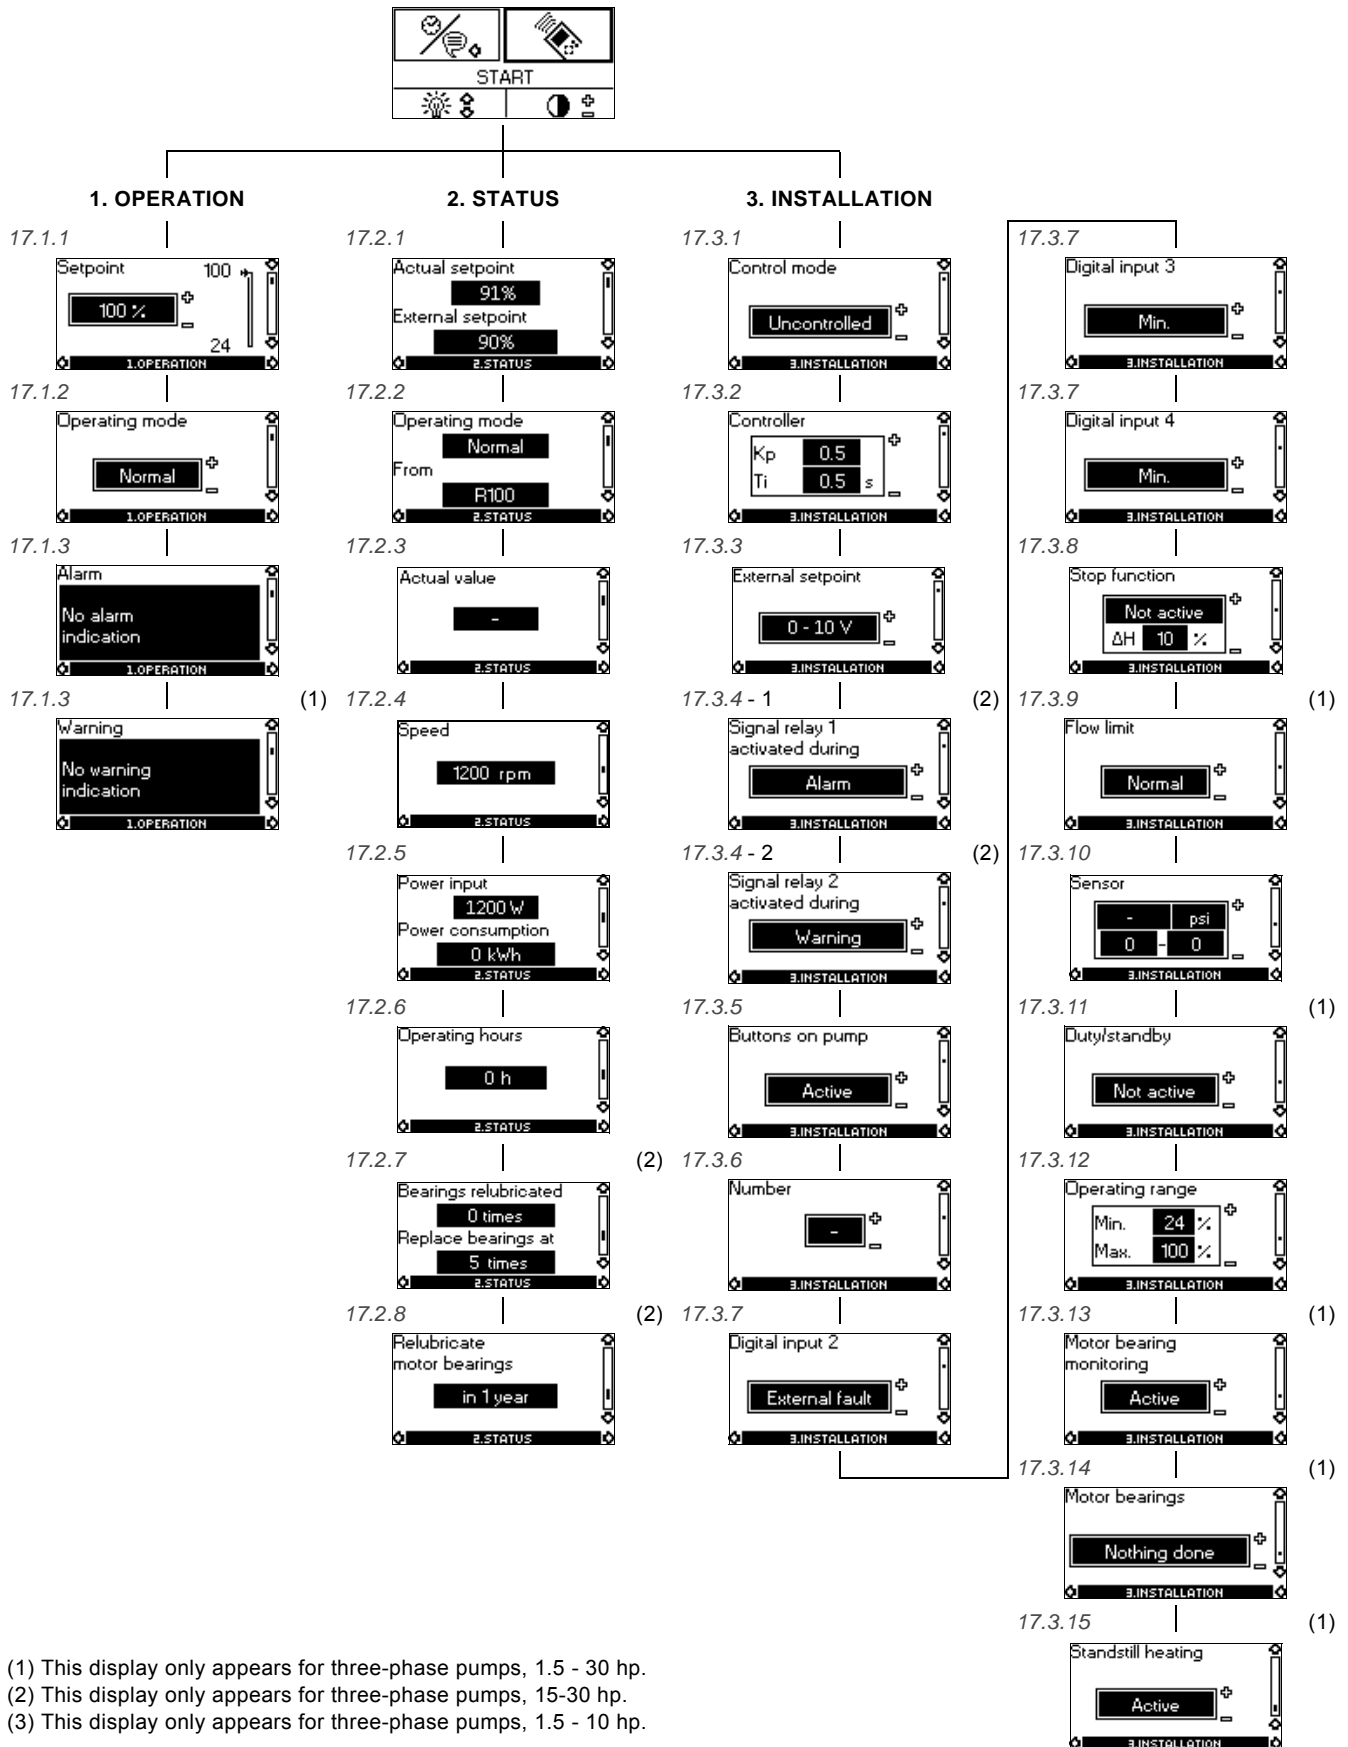 START
1. OPERATION
17.1.1
Setpoint
100
100 %
24
1.OPERATION
17.1.2
Operating mode
Normal
1.OPERATION
17.1.3
Alarm
No alarm
indication
1.OPERATION
17.1.3
(1)
Warning
No warning
indication
1.OPERATION
2. STATUS
17.2.1
Actual setpoint
91%
External setpoint
90%
2.STATUS
17.2.2
Operating mode
Normal
From
R100
2.STATUS
17.2.3
Actual value
-
2.STATUS
17.2.4
Speed
1200 rpm
2.STATUS
17.2.5
Power input
1200 W
Power consumption
0 kWh
2.STATUS
17.2.6
Operating hours
0 h
2.STATUS
17.2.7
(2)
Bearings relubricated
0 times
Replace bearings at
5 times
2.STATUS
17.2.8
(2)
Relubricate
motor bearings
in 1 year
2.STATUS
3. INSTALLATION
17.3.1
Control mode
Uncontrolled
3.INSTALLATION
17.3.2
Controller
Kp 0.5
Ti 0.5 s
3.INSTALLATION
17.3.3
External setpoint
0 - 10 V
3.INSTALLATION
17.3.4 - 1
(2)
Signal relay 1
activated during
Alarm
3.INSTALLATION
17.3.4 - 2
(2)
Signal relay 2
activated during
Warning
3.INSTALLATION
17.3.5
Buttons on pump
Active
3.INSTALLATION
17.3.6
Number
-
3.INSTALLATION
17.3.7
Digital input 2
External fault
3.INSTALLATION
17.3.7
Digital input 3
Min.
3.INSTALLATION
17.3.7
Digital input 4
Min.
3.INSTALLATION
17.3.8
Stop function
Not active
ΔH 10 %
3.INSTALLATION
17.3.9
(1)
Flow limit
Normal
3.INSTALLATION
17.3.10
Sensor
- psi
0 - 0
3.INSTALLATION
17.3.11
(1)
Duty/standby
Not active
3.INSTALLATION
17.3.12
Operating range
Min. 24 %
Max. 100 %
3.INSTALLATION
17.3.13
(1)
Motor bearing
monitoring
Active
3.INSTALLATION
17.3.14
(1)
Motor bearings
Nothing done
3.INSTALLATION
17.3.15
(1)
Standstill heating
Active
3.INSTALLATION
(1) This display only appears for three-phase pumps, 1.5 - 30 hp.
(2) This display only appears for three-phase pumps, 15-30 hp.
(3) This display only appears for three-phase pumps, 1.5 - 10 hp.